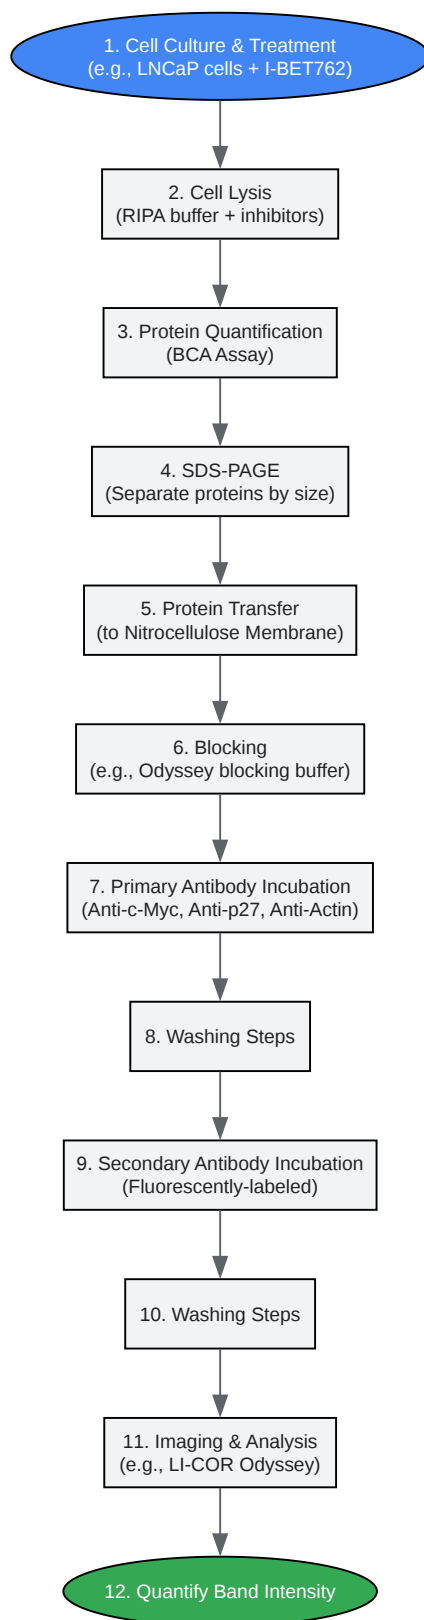 1. Cell Culture & Treatment
(e.g., LNCaP cells + I-BET762)
2. Cell Lysis
(RIPA buffer + inhibitors)
3. Protein Quantification
(BCA Assay)
4. SDS-PAGE
(Separate proteins by size)
5. Protein Transfer
(to Nitrocellulose Membrane)
6. Blocking
(e.g., Odyssey blocking buffer)
7. Primary Antibody Incubation
(Anti-c-Myc, Anti-p27, Anti-Actin)
8. Washing Steps
9. Secondary Antibody Incubation
(Fluorescently-labeled)
10. Washing Steps
11. Imaging & Analysis
(e.g., LI-COR Odyssey)
12. Quantify Band Intensity